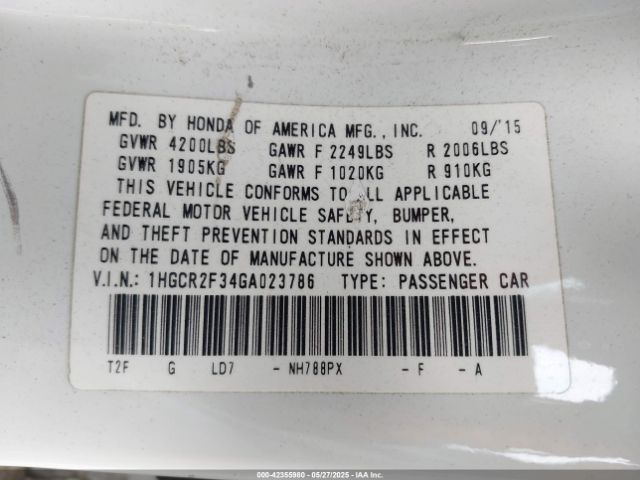 MFD. BY HONDA OF AMERICA MFG., INC. 09/'15
GVWR 4200LBS GAWR F 2249LBS R 2006LBS
GVWR 1905KG GAWR F 1020KG R 910KG
THIS VEHICLE CONFORMS TO ALL APPLICABLE
FEDERAL MOTOR VEHICLE SAFETY, BUMPER,
AND THEFT PREVENTION STANDARDS IN EFFECT
ON THE DATE OF MANUFACTURE SHOWN ABOVE.
V.I.N.: 1HGCR2F34GA023786 TYPE: PASSENGER CAR
T2F G LD7 - NH788PX - F - A
000-42355960 - 05/27/2025 - IAA